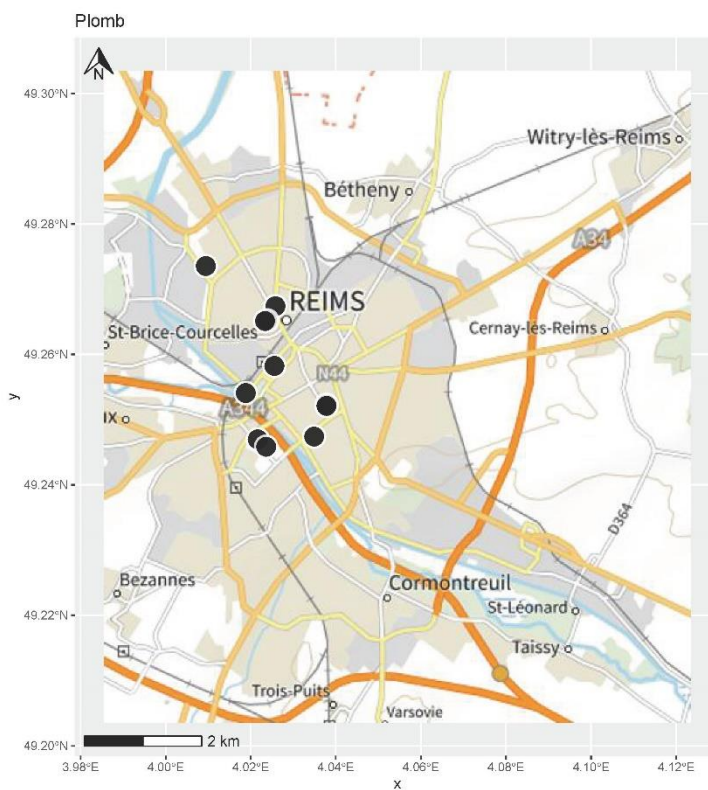 Plomb
N
49.30°N
Witry-lès-Reims
Bétheny
49.28°N
A34
REIMS
St-Brice-Courcelles
Cernay-lès-Reims
49.26°N
N44
A344
IX
y
49.24°N
D364
Bezannes
Cormontreuil
St-Léonard
49.22°N
Taissy
Trois-Puits
Varsovie
2 km
49.20°N
3.98°E 4.00°E 4.02°E 4.04°E 4.06°E 4.08°E 4.10°E 4.12°E
x